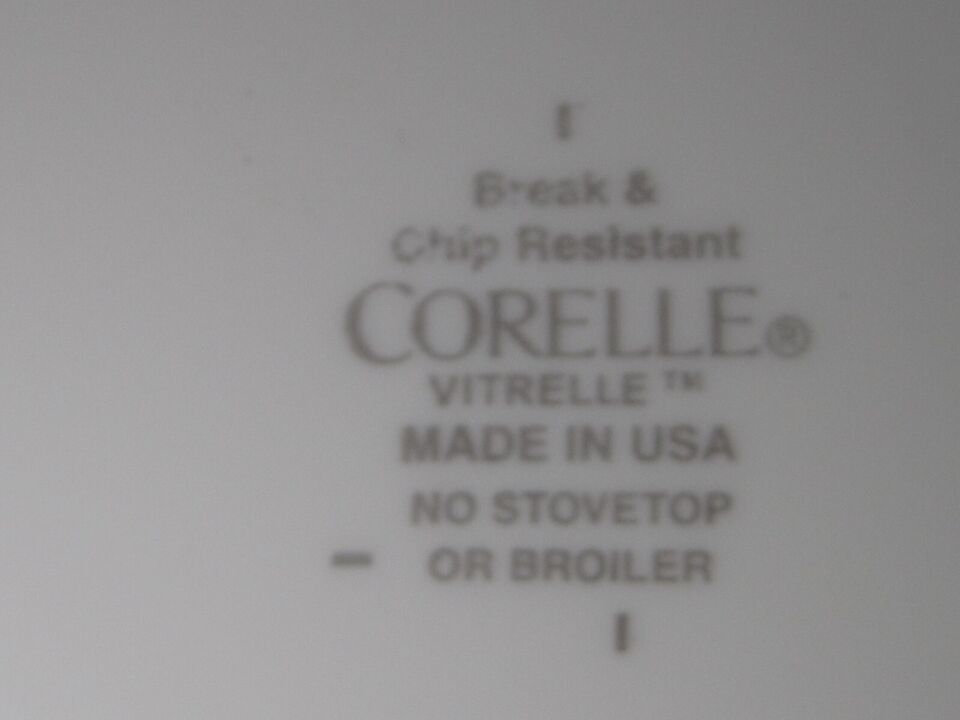 Break &
Chip Resistant
CORELLE®
VITRELLE™
MADE IN USA
NO STOVETOP
OR BROILER